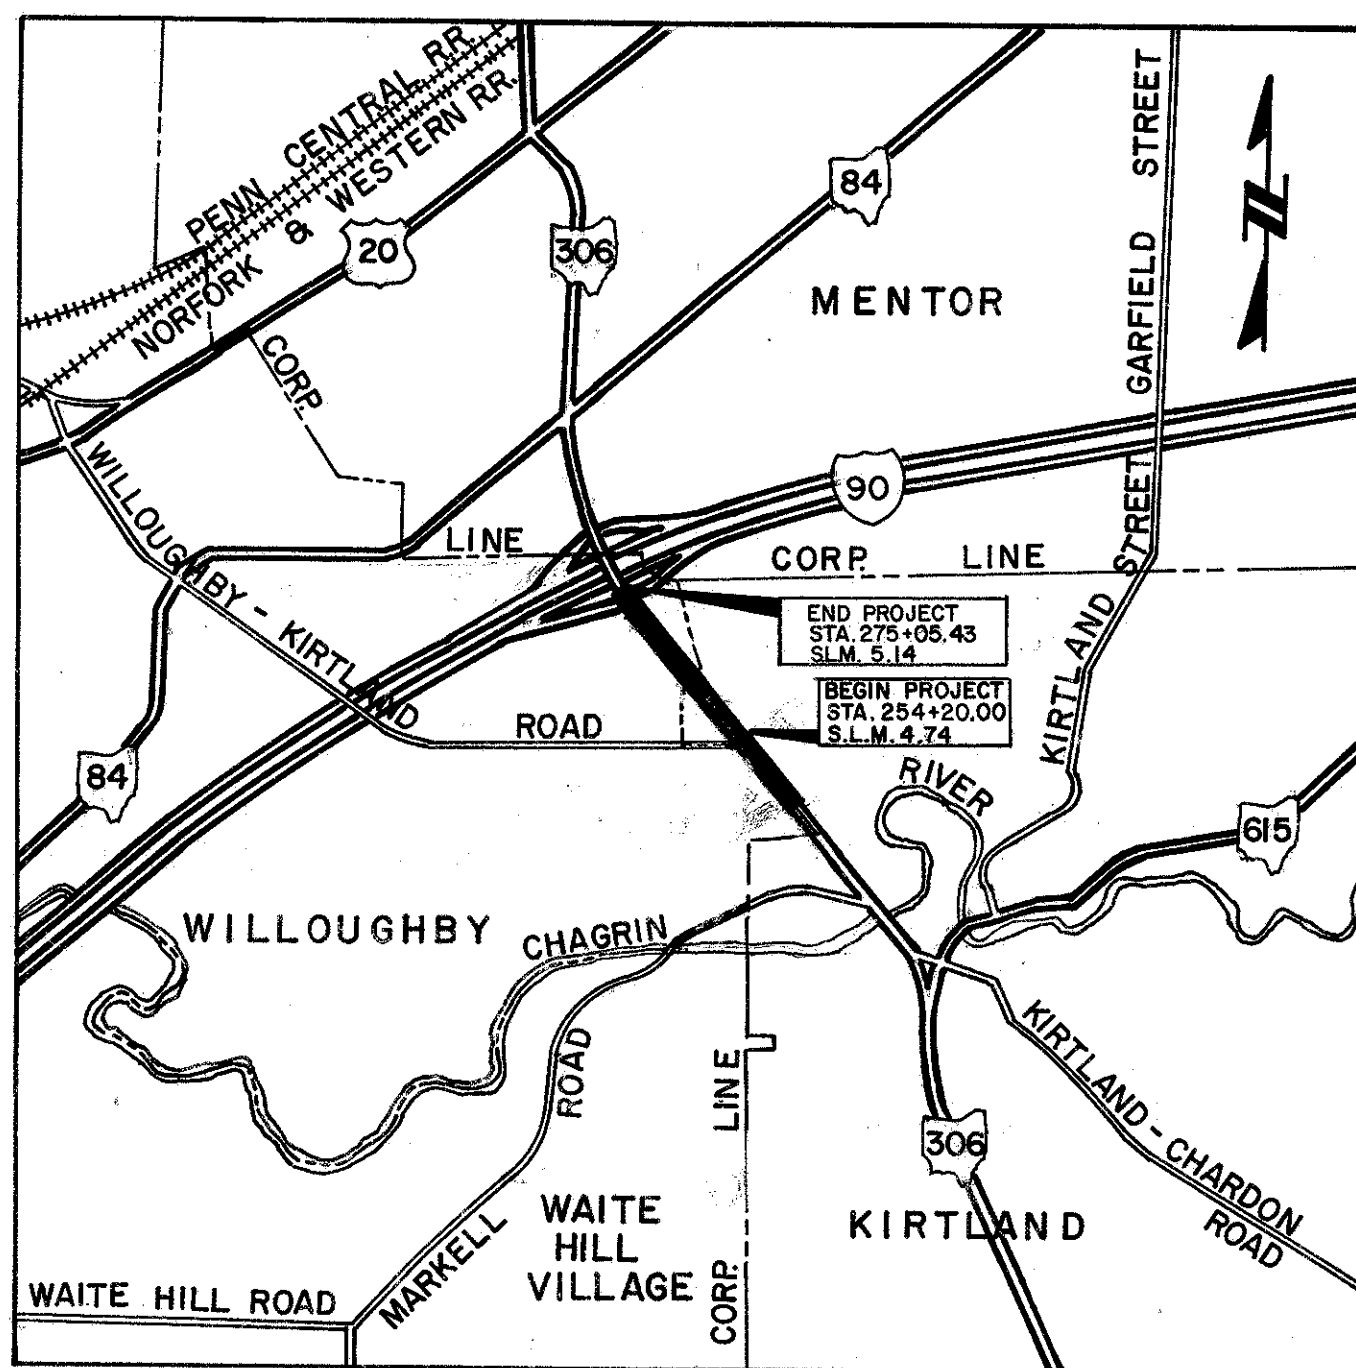 PENN CENTRAL RR.
NORFORK & WESTERN RR.
20
306
84
MENTOR
GARFIELD STREET
N
CORP.
90
WILLOUGHBY - KIRTLAND ROAD
LINE
CORP. LINE
KIRTLAND STREET
END PROJECT
STA. 275+05.43
SLM. 5.14
BEGIN PROJECT
STA. 254+20.00
S.L.M. 4.74
84
RIVER
615
WILLOUGHBY
CHAGRIN
KIRTLAND-CHARDON
ROAD
MARKELL ROAD
CORP. LINE
306
WAITE
HILL
VILLAGE
KIRTLAND
WAITE HILL ROAD